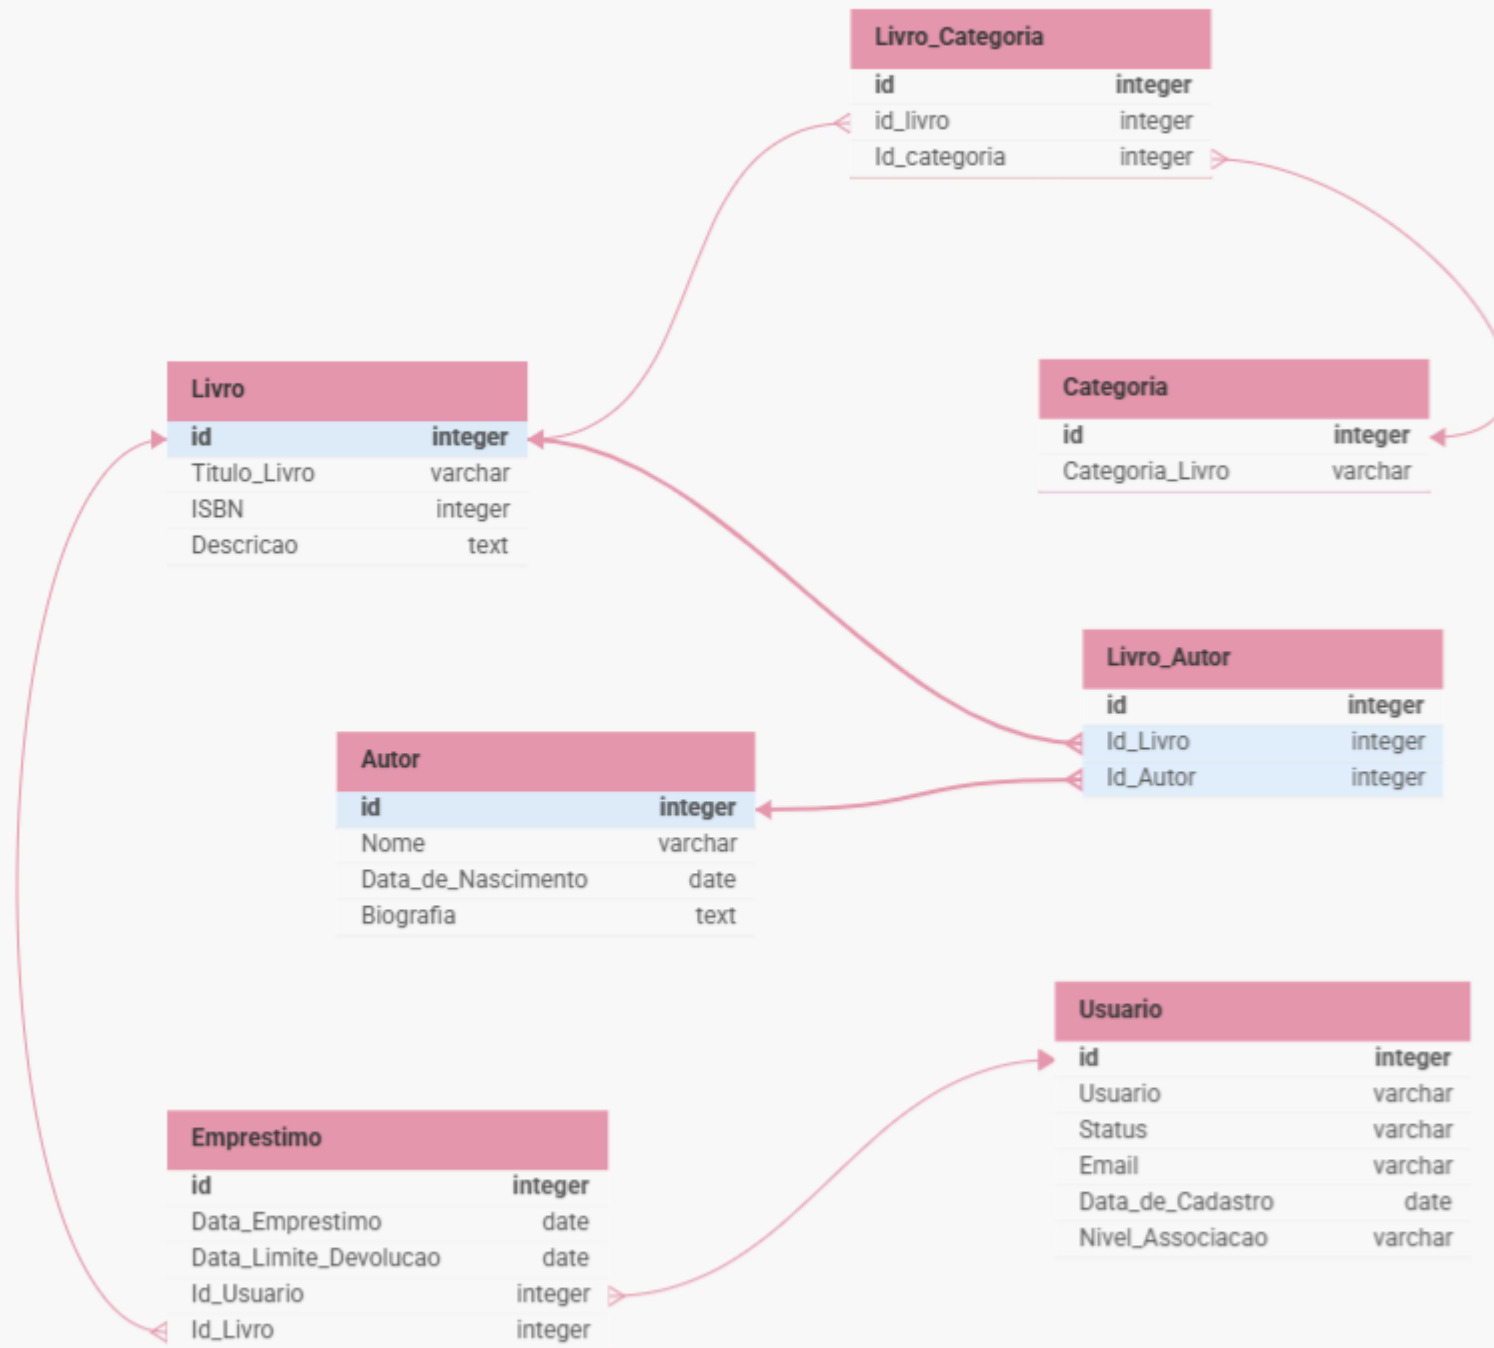 Livro_Categoria
id integer
id_livro integer
Id_categoria integer
Livro
id integer
Titulo_Livro varchar
ISBN integer
Descricao text
Categoria
id integer
Categoria_Livro varchar
Livro_Autor
id integer
Id_Livro integer
Id_Autor integer
Autor
id integer
Nome varchar
Data_de_Nascimento date
Biografia text
Usuario
id integer
Usuario varchar
Status varchar
Email varchar
Data_de_Cadastro date
Nivel_Associacao varchar
Emprestimo
id integer
Data_Emprestimo date
Data_Limite_Devolucao date
Id_Usuario integer
Id_Livro integer